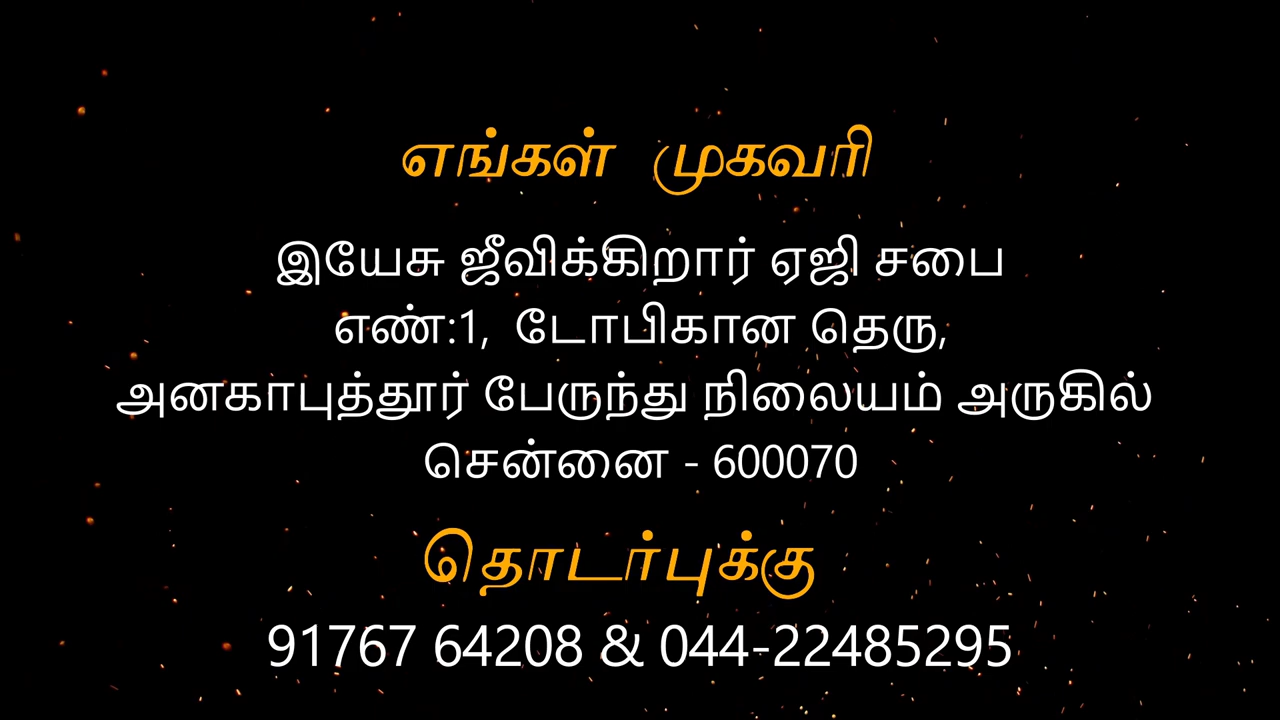 எங்கள் முகவரி
இயேசு ஜீவிக்கிறார் ஏஜி சபை
எண்:1, டோபிகான தெரு,
அனகாபுத்தூர் பேருந்து நிலையம் அருகில்
சென்னை - 600070
தொடர்புக்கு
91767 64208 & 044-22485295